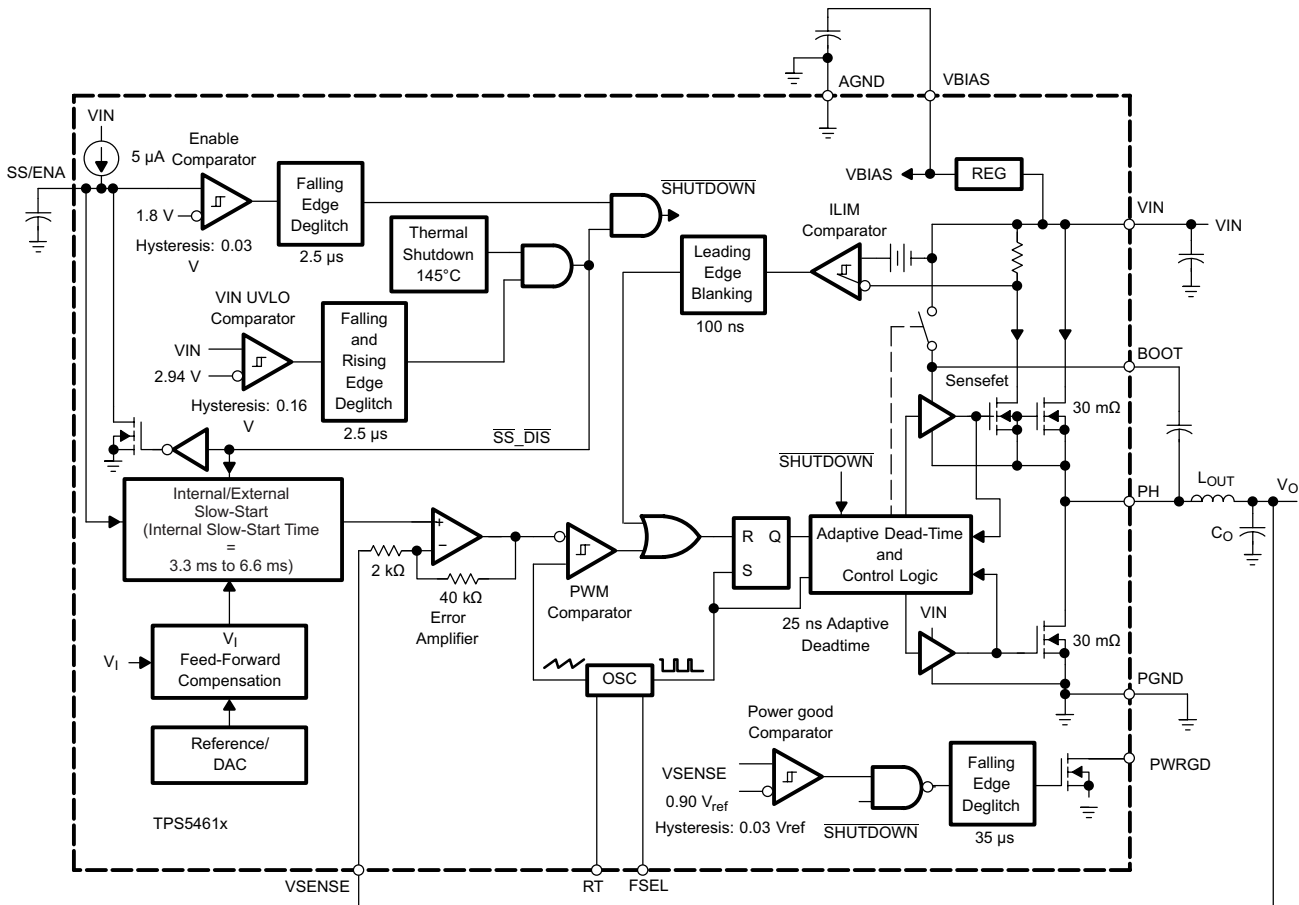 AGND
VBIAS
VIN
Enable
Comparator
5 µA
SS/ENA
1.8 V
Hysteresis: 0.03
V
Falling
Edge
Deglitch
2.5 µs
SHUTDOWN
Thermal
Shutdown
145°C
VIN UVLO
Comparator
VIN
2.94 V
Hysteresis: 0.16
V
Falling
and
Rising
Edge
Deglitch
2.5 µs
SS_DIS
VBIAS
REG
ILIM
Comparator
Leading
Edge
Blanking
100 ns
VIN
VIN
BOOT
Sensefet
30 mΩ
SHUTDOWN
PH
LOUT
VO
CO
Internal/External
Slow-Start
(Internal Slow-Start Time
=
3.3 ms to 6.6 ms)
+
−
2 kΩ
40 kΩ
Error
Amplifier
PWM
Comparator
R Q
S
Adaptive Dead-Time
and
Control Logic
25 ns Adaptive
Deadtime
VIN
30 mΩ
PGND
VI
VI
Feed-Forward
Compensation
Reference/
DAC
OSC
Power good
Comparator
VSENSE
0.90 Vref
Hysteresis: 0.03 Vref
SHUTDOWN
Falling
Edge
Deglitch
35 µs
PWRGD
TPS5461x
VSENSE
RT
FSEL